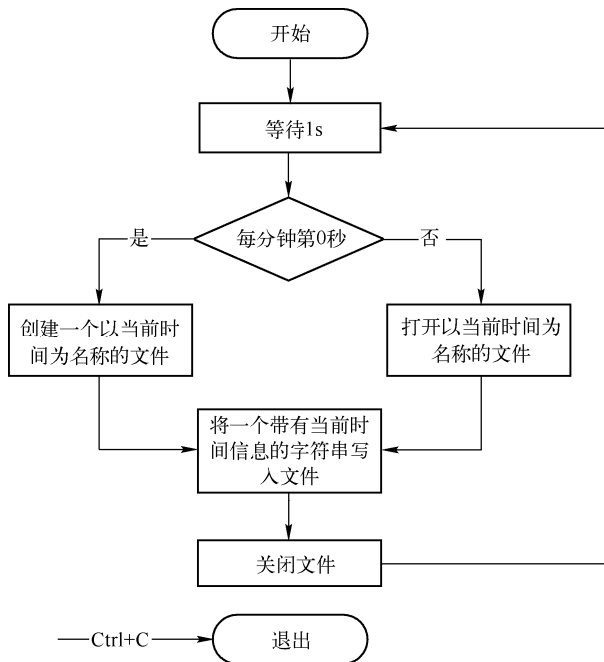 开始
等待1s
每分钟第0秒
是
否
创建一个以当前时
间为名称的文件
打开以当前时间为
名称的文件
将一个带有当前时
间信息的字符串写
入文件
关闭文件
Ctrl+C
退出